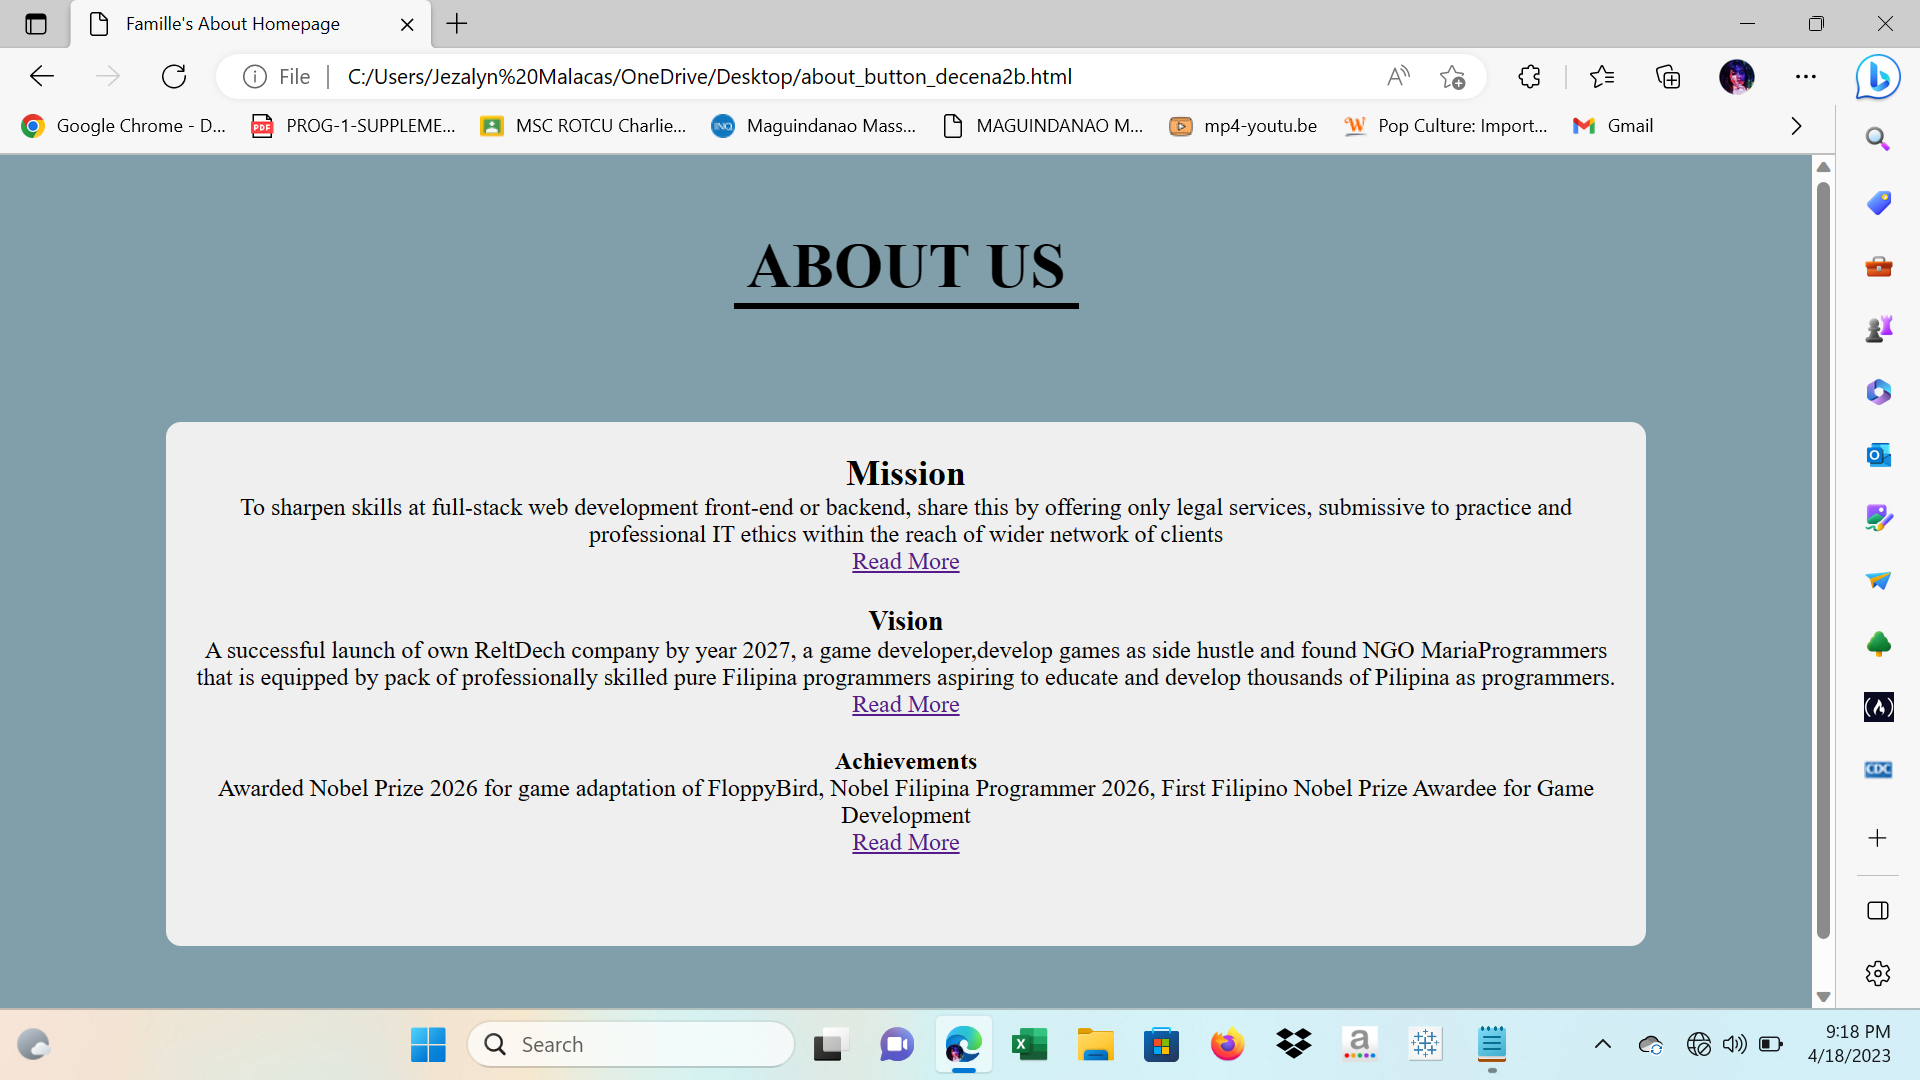 Famille's About Homepage
File
C:/Users/Jezalyn%20Malacas/OneDrive/Desktop/about_button_decena2b.html
Google Chrome - D...
PROG-1-SUPPLEME...
MSC ROTCU Charlie...
Maguindanao Mass...
MAGUINDANAO M...
mp4-youtu.be
Pop Culture: Import...
Gmail
ABOUT US
Mission
To sharpen skills at full-stack web development front-end or backend, share this by offering only legal services, submissive to practice and
professional IT ethics within the reach of wider network of clients
Read More
Vision
A successful launch of own ReltDech company by year 2027, a game developer,develop games as side hustle and found NGO MariaProgrammers
that is equipped by pack of professionally skilled pure Filipina programmers aspiring to educate and develop thousands of Pilipina as programmers.
Read More
Achievements
Awarded Nobel Prize 2026 for game adaptation of FloppyBird, Nobel Filipina Programmer 2026, First Filipino Nobel Prize Awardee for Game
Development
Read More
CDC
Search
9:18 PM
4/18/2023